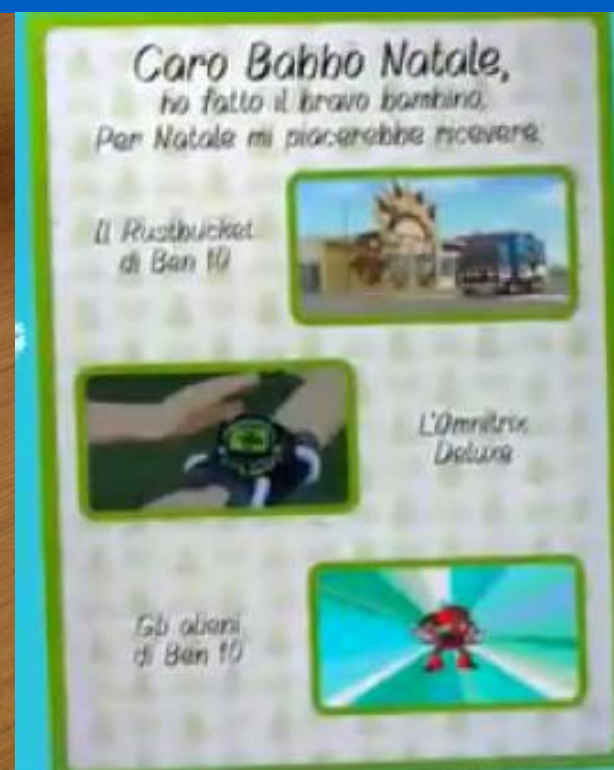 Caro Babbo Natale,
ho fatto il bravo bambino.
Per Natale mi piacerebbe ricevere:
Il Rustbucket
di Ben 10
L'Omnitrix
Deluxe
Gli alieni
di Ben 10